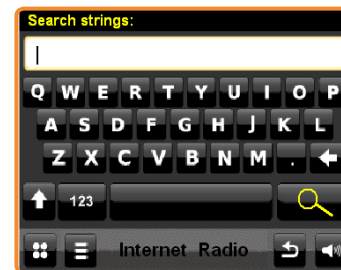 Search strings:
Q W E R T Y U I O P
A S D F G H J K L
Z X C V B N M .
123
Internet Radio